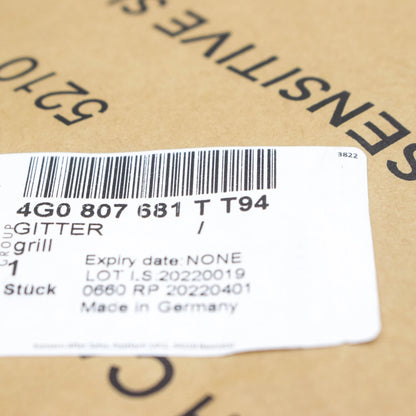 SENSITIVE
5210
3822
4G0 807 681 T T94
GROUP
GITTER /
grill
1
Stück
Expiry date:NONE
LOT I.S.20220019
0660 RP 20220401
Made in Germany